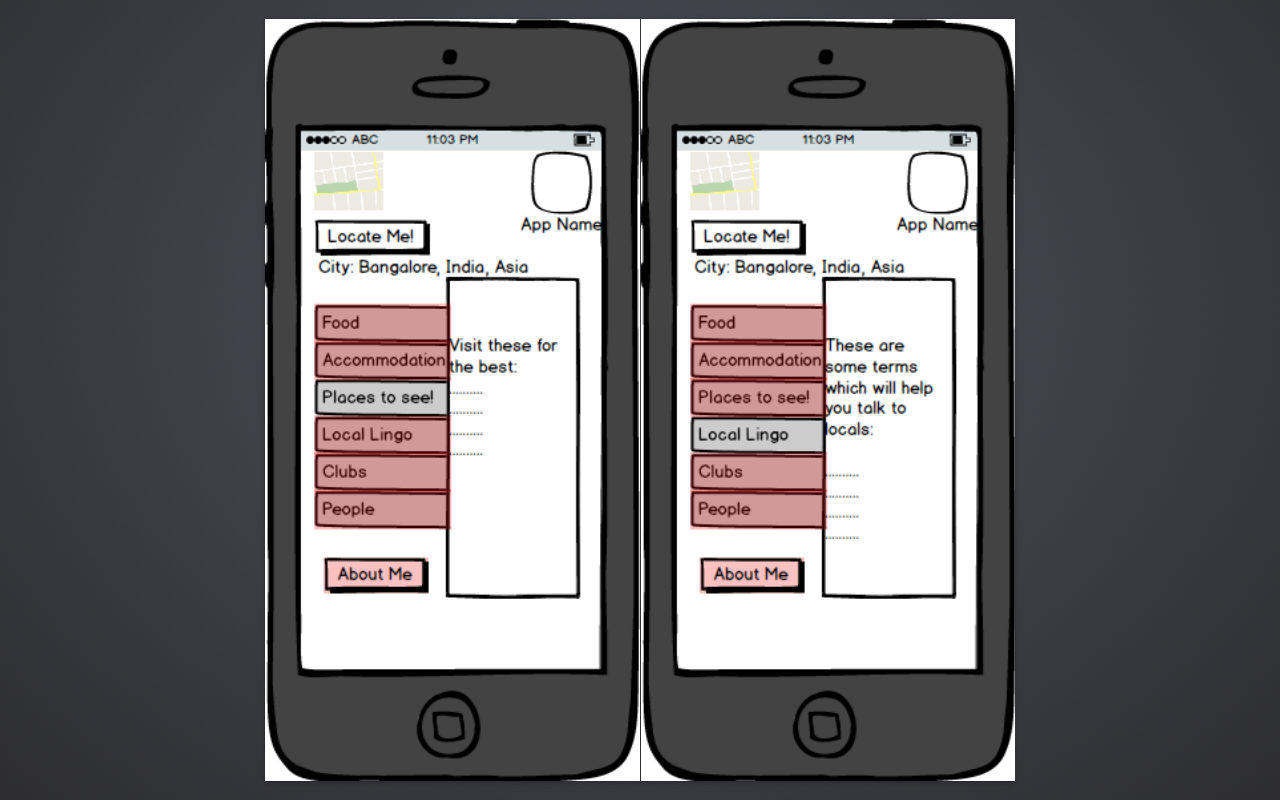 ABC 11:03 PM
App Name
Locate Me!
City: Bangalore, India, Asia
Food
Accommodation
Places to see!
Local Lingo
Clubs
People
Visit these for
the best:
...........
...........
...........
...........
About Me
ABC 11:03 PM
App Name
Locate Me!
City: Bangalore, India, Asia
Food
Accommodation
Places to see!
Local Lingo
Clubs
People
These are
some terms
which will help
you talk to
locals:
...........
...........
...........
...........
About Me